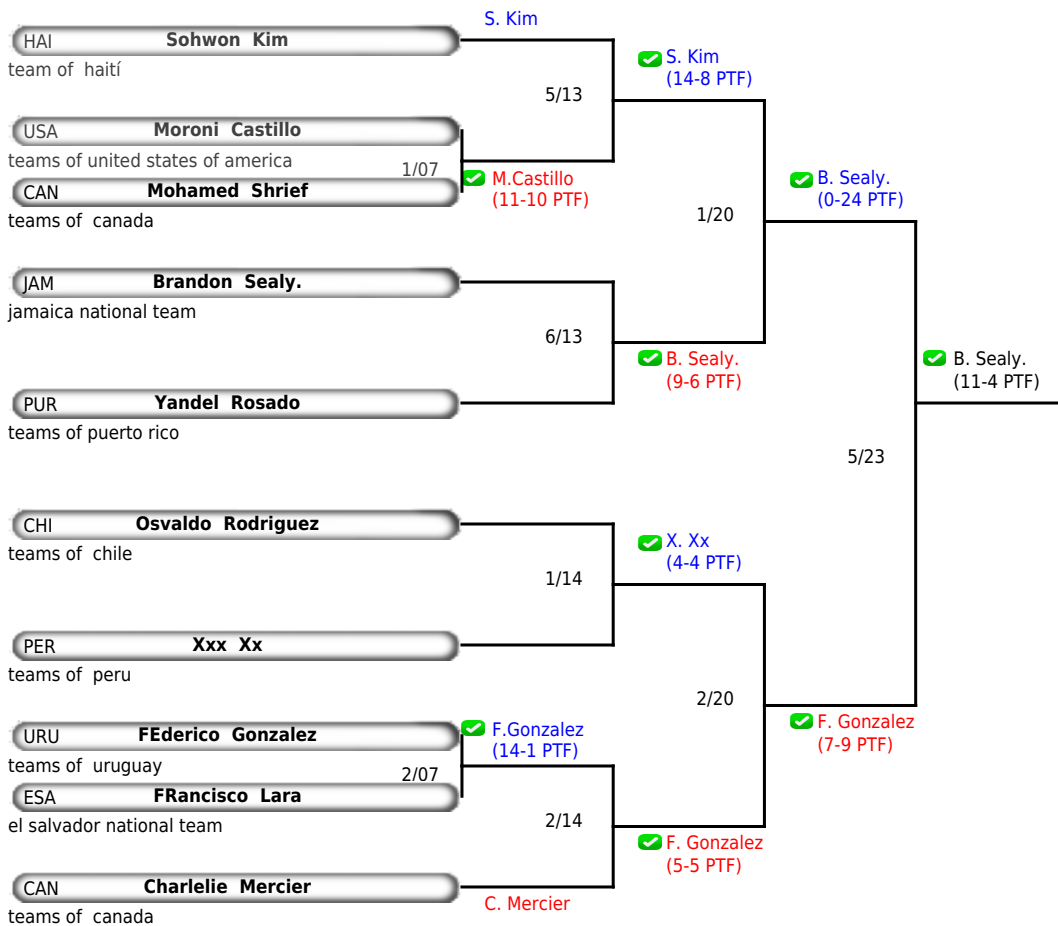 S. Kim
HAI Sohwon Kim
team of haití
S. Kim
(14-8 PTF)
5/13
USA Moroni Castillo
teams of united states of america
1/07
M.Castillo
(11-10 PTF)
CAN Mohamed Shrief
teams of canada
B. Sealy.
(0-24 PTF)
1/20
JAM Brandon Sealy.
jamaica national team
6/13
B. Sealy.
(9-6 PTF)
B. Sealy.
(11-4 PTF)
PUR Yandel Rosado
teams of puerto rico
5/23
CHI Osvaldo Rodriguez
teams of chile
X. Xx
(4-4 PTF)
1/14
PER Xxx Xx
teams of peru
2/20
F. Gonzalez
(7-9 PTF)
URU FEderico Gonzalez
teams of uruguay
F.Gonzalez
(14-1 PTF)
2/07
ESA FRancisco Lara
el salvador national team
2/14
F. Gonzalez
(5-5 PTF)
CAN Charlelie Mercier
teams of canada
C. Mercier